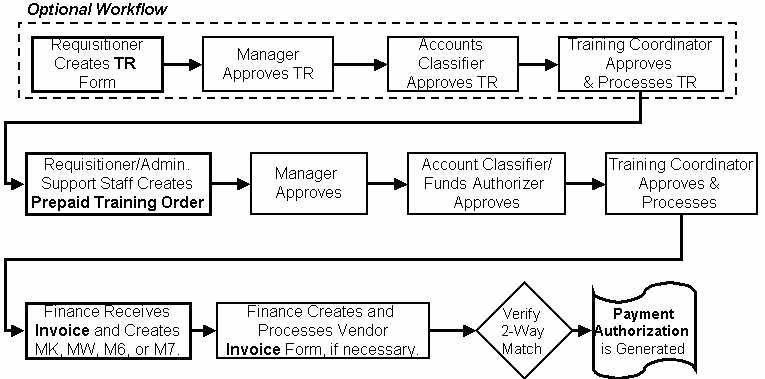 Optional Workflow
Requisitioner
Creates TR
Form
Manager
Approves TR
Accounts
Classifier
Approves TR
Training Coordinator
Approves
& Processes TR
Requisitioner/Admin.
Support Staff Creates
Prepaid Training Order
Manager
Approves
Account Classifier/
Funds Authorizer
Approves
Training Coordinator
Approves &
Processes
Finance Receives
Invoice and Creates
MK, MW, M6, or M7.
Finance Creates and
Processes Vendor
Invoice Form, if necessary.
Verify
2-Way
Match
Payment
Authorization
is Generated